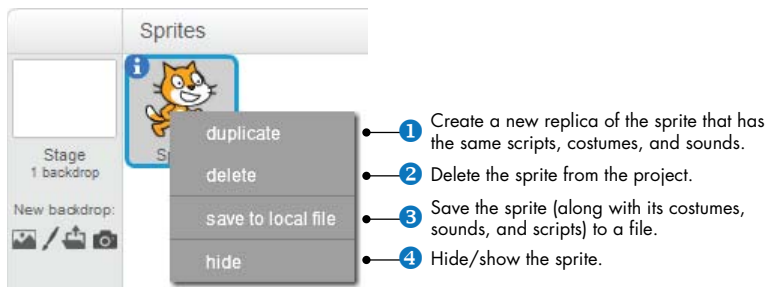 Sprites
i
Stage
1 backdrop
New backdrop:
Sp
duplicate
delete
save to local file
hide
1 Create a new replica of the sprite that has
the same scripts, costumes, and sounds.
2 Delete the sprite from the project.
3 Save the sprite (along with its costumes,
sounds, and scripts) to a file.
4 Hide/show the sprite.